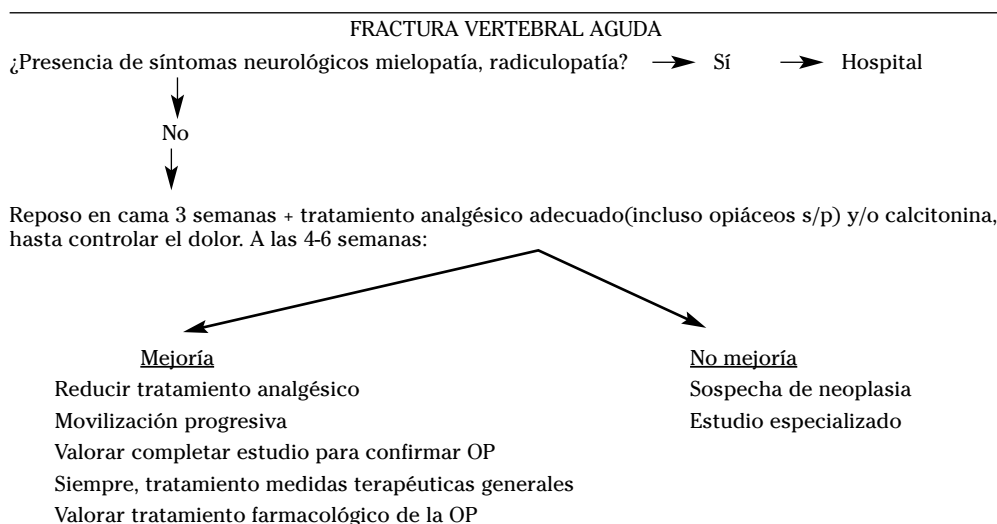 FRACTURA VERTEBRAL AGUDA
¿Presencia de síntomas neurológicos mielopatía, radiculopatía? Sí Hospital
No
Reposo en cama 3 semanas + tratamiento analgésico adecuado(incluso opiáceos s/p) y/o calcitonina,
hasta controlar el dolor. A las 4-6 semanas:
Mejoría No mejoría
Reducir tratamiento analgésico Sospecha de neoplasia
Movilización progresiva Estudio especializado
Valorar completar estudio para confirmar OP
Siempre, tratamiento medidas terapéuticas generales
Valorar tratamiento farmacológico de la OP